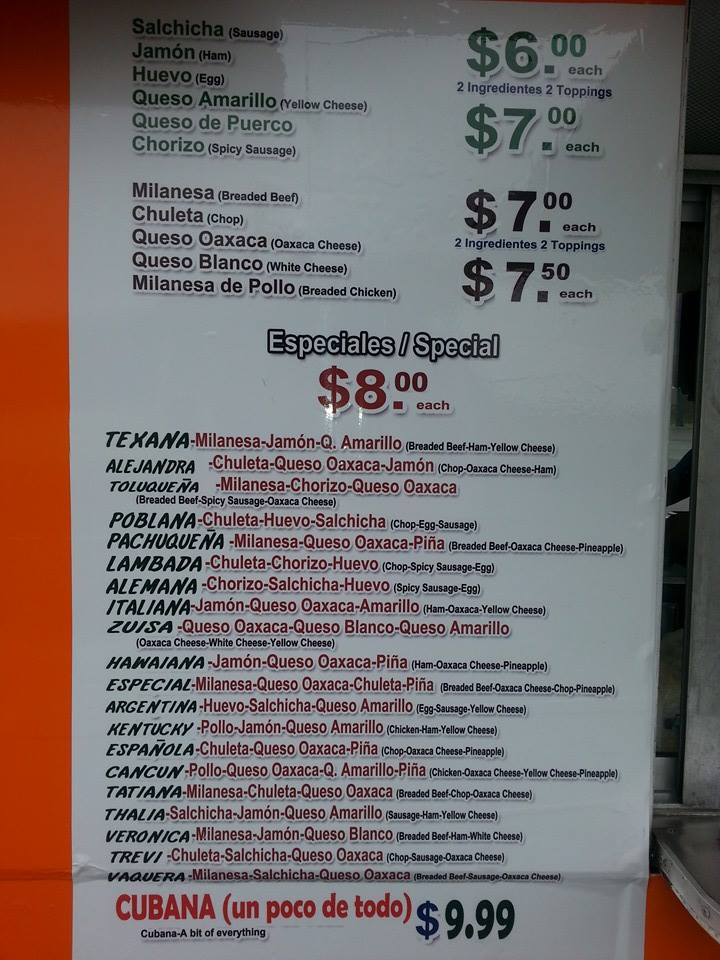 Salchicha (Sausage)
Jamón (Ham)
Huevo (Egg)
Queso Amarillo (Yellow Cheese)
Queso de Puerco
Chorizo (Spicy Sausage)
$6.00 each
2 Ingredientes 2 Toppings
$7.00 each
Milanesa (Breaded Beef)
Chuleta (Chop)
Queso Oaxaca (Oaxaca Cheese)
Queso Blanco (White Cheese)
Milanesa de Pollo (Breaded Chicken)
$7.00 each
2 Ingredientes 2 Toppings
$7.50 each
Especiales / Special
$8.00 each
TEXANA-Milanesa-Jamón-Q. Amarillo (Breaded Beef-Ham-Yellow Cheese)
ALEJANDRA -Chuleta-Queso Oaxaca-Jamón (Chop-Oaxaca Cheese-Ham)
TOLUQUEÑA -Milanesa-Chorizo-Queso Oaxaca
(Breaded Beef-Spicy Sausage-Oaxaca Cheese)
POBLANA-Chuleta-Huevo-Salchicha (Chop-Egg-Sausage)
PACHUQUEÑA -Milanesa-Queso Oaxaca-Piña (Breaded Beef-Oaxaca Cheese-Pineapple)
LAMBADA-Chuleta-Chorizo-Huevo (Chop-Spicy Sausage-Egg)
ALEMANA-Chorizo-Salchicha-Huevo (Spicy Sausage-Egg)
ITALIANA-Jamón-Queso Oaxaca-Amarillo (Ham-Oaxaca-Yellow Cheese)
ZUISA -Queso Oaxaca-Queso Blanco-Queso Amarillo
(Oaxaca Cheese-White Cheese-Yellow Cheese)
HAWAIANA-Jamón-Queso Oaxaca-Piña (Ham-Oaxaca Cheese-Pineapple)
ESPECIAL-Milanesa-Queso Oaxaca-Chuleta-Piña (Breaded Beef-Oaxaca Cheese-Chop-Pineapple)
ARGENTINA-Huevo-Salchicha-Queso Amarillo (Egg-Sausage-Yellow Cheese)
KENTUCKY-Pollo-Jamón-Queso Amarillo (Chicken-Ham-Yellow Cheese)
ESPAÑOLA-Chuleta-Queso Oaxaca-Piña (Chop-Oaxaca Cheese-Pineapple)
CANCUN-Pollo-Queso Oaxaca-Q. Amarillo-Piña (Chicken-Oaxaca Cheese-Yellow Cheese-Pineapple)
TATIANA-Milanesa-Chuleta-Queso Oaxaca (Breaded Beef-Chop-Oaxaca Cheese)
THALIA-Salchicha-Jamón-Queso Amarillo (Sausage-Ham-Yellow Cheese)
VERONICA-Milanesa-Jamón-Queso Blanco (Breaded Beef-Ham-White Cheese)
TREVI -Chuleta-Salchicha-Queso Oaxaca (Chop-Sausage-Oaxaca Cheese)
VAQUERA-Milanesa-Salchicha-Queso Oaxaca (Breaded Beef-Sausage-Oaxaca Cheese)
CUBANA (un poco de todo) $9.99
Cubana-A bit of everything